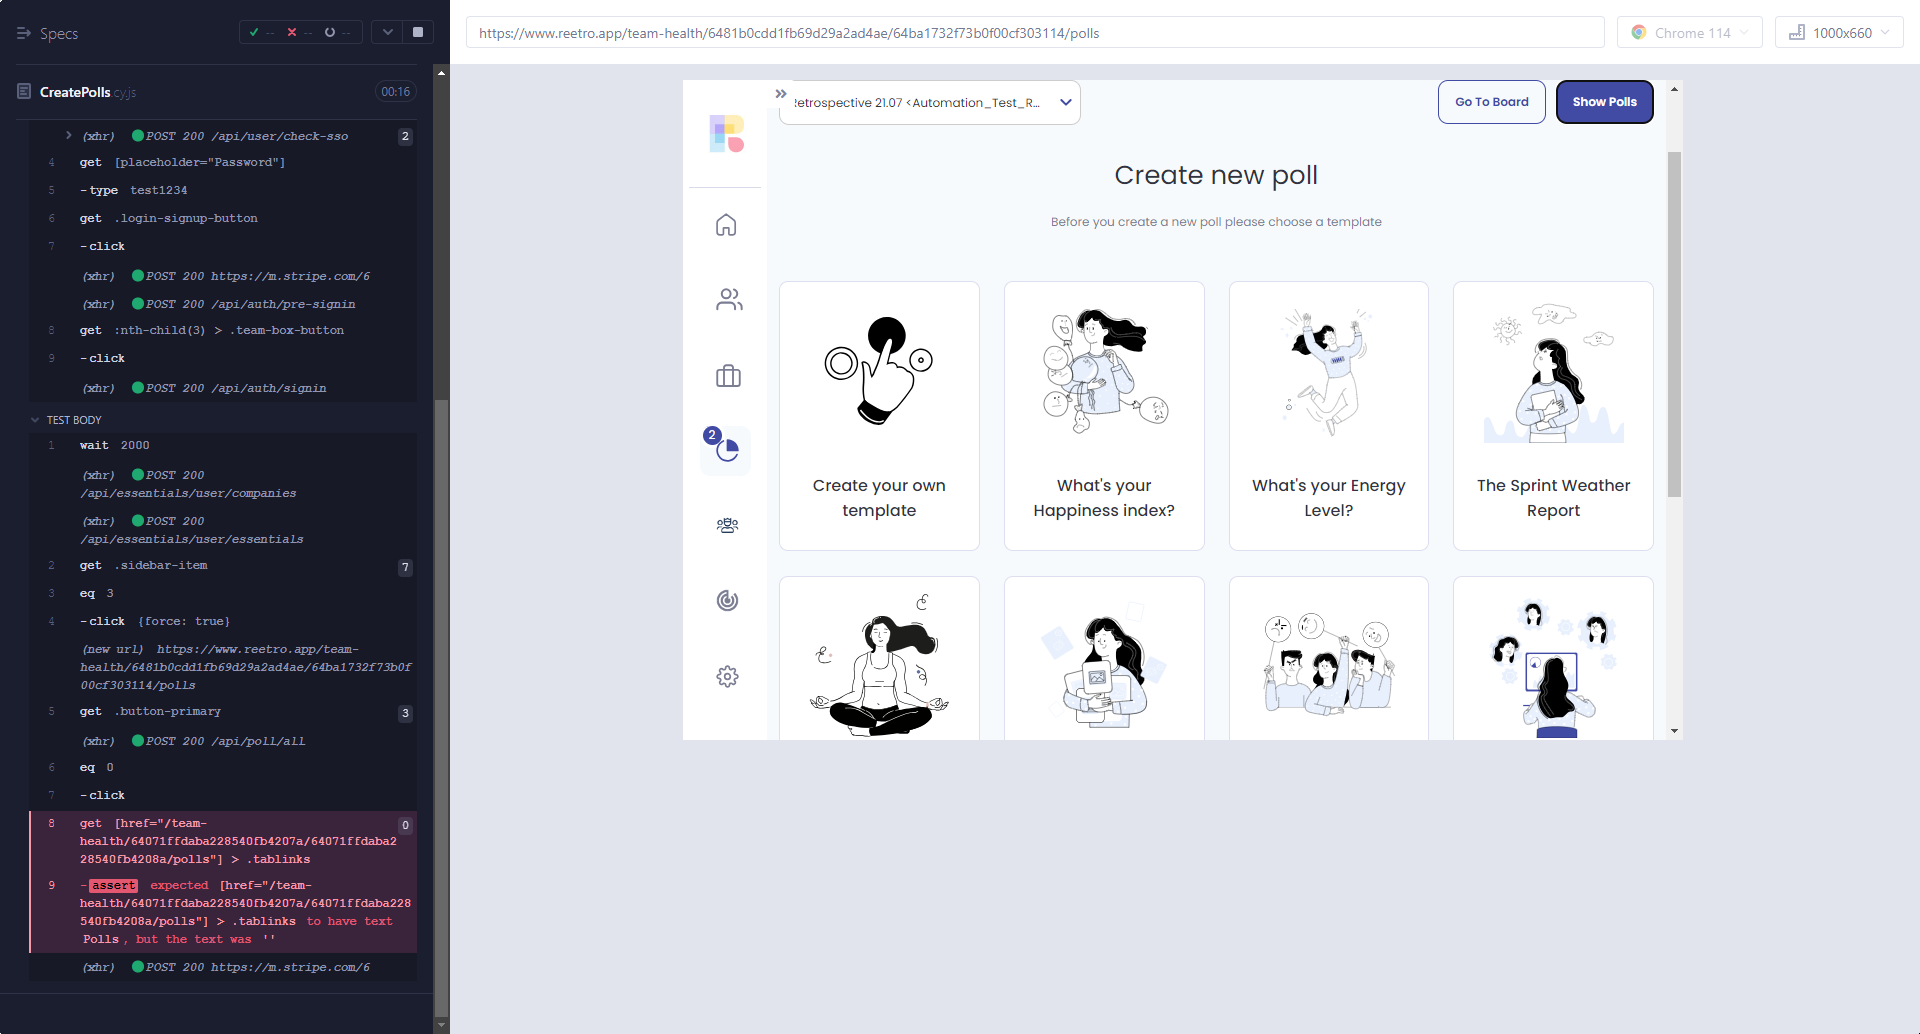 Specs
-- -- --
https://www.reetro.app/team-health/6481b0cdd1fb69d29a2ad4ae/64ba1732f73b0f00cf303114/polls
Chrome 114
1000x660
CreatePolls.cy.js
00:16
(xhr) POST 200 /api/user/check-sso 2
4 get [placeholder="Password"]
5 -type test1234
6 get .login-signup-button
7 -click
(xhr) POST 200 https://m.stripe.com/6
(xhr) POST 200 /api/auth/pre-signin
8 get :nth-child(3) > .team-box-button
9 -click
(xhr) POST 200 /api/auth/signin
TEST BODY
1 wait 2000
(xhr) POST 200
/api/essentials/user/companies
(xhr) POST 200
/api/essentials/user/essentials
2 get .sidebar-item 7
3 eq 3
4 -click {force: true}
(new url) https://www.reetro.app/team-
health/6481b0cdd1fb69d29a2ad4ae/64ba1732f73b0f
00cf303114/polls
5 get .button-primary 3
(xhr) POST 200 /api/poll/all
6 eq 0
7 -click
8 get [href="/team- 0
health/64071ffdaba228540fb4207a/64071ffdaba2
28540fb4208a/polls"] > .tablinks
9 -assert expected [href="/team-
health/64071ffdaba228540fb4207a/64071ffdaba228
540fb4208a/polls"] > .tablinks to have text
Polls, but the text was ''
(xhr) POST 200 https://m.stripe.com/6
etrospective 21.07 <Automation_Test_R...
Go To Board
Show Polls
2
Create new poll
Before you create a new poll please choose a template
Create your own
template
What's your
Happiness index?
What's your Energy
Level?
The Sprint Weather
Report